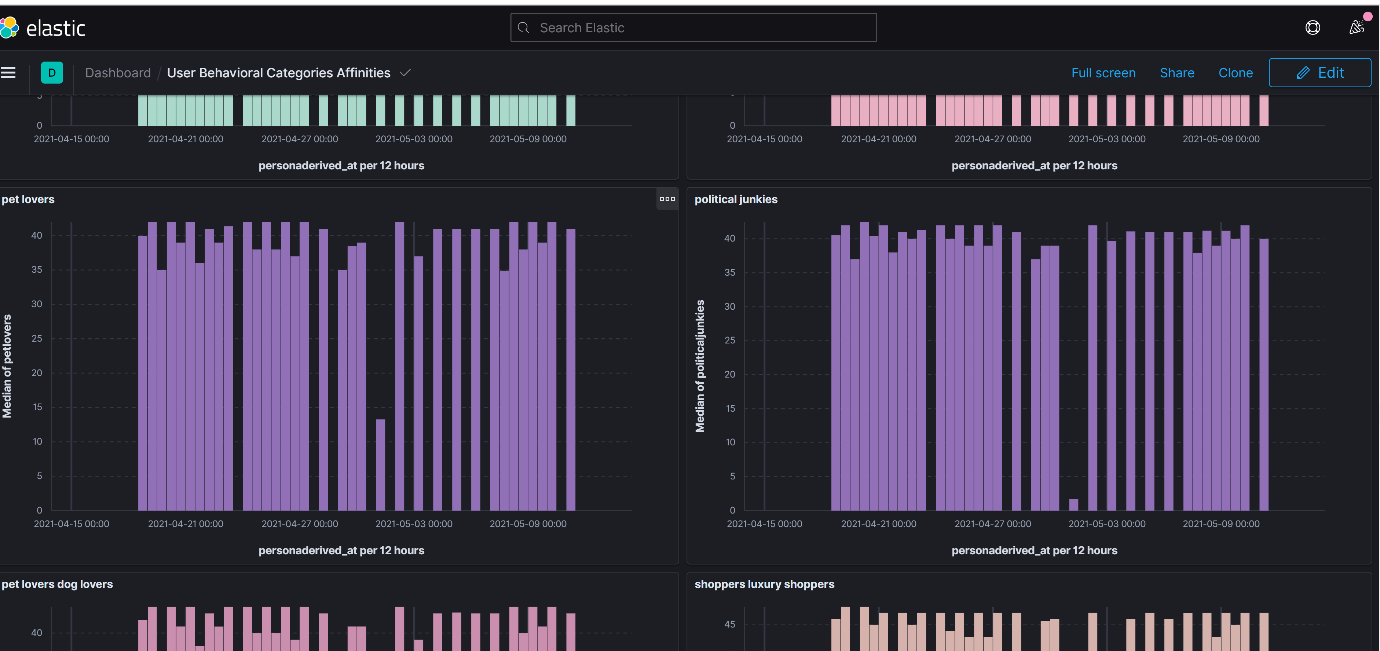 elastic
Search Elastic
D
Dashboard / User Behavioral Categories Affinities
Full screen
Share
Clone
Edit
0
2021-04-15 00:00 2021-04-21 00:00 2021-04-27 00:00 2021-05-03 00:00 2021-05-09 00:00
personaderived_at per 12 hours
0
2021-04-15 00:00 2021-04-21 00:00 2021-04-27 00:00 2021-05-03 00:00 2021-05-09 00:00
personaderived_at per 12 hours
pet lovers
Median of petlovers
40
35
30
25
20
15
10
5
0
2021-04-15 00:00 2021-04-21 00:00 2021-04-27 00:00 2021-05-03 00:00 2021-05-09 00:00
personaderived_at per 12 hours
political junkies
Median of politicaljunkies
40
35
30
25
20
15
10
5
0
2021-04-15 00:00 2021-04-21 00:00 2021-04-27 00:00 2021-05-03 00:00 2021-05-09 00:00
personaderived_at per 12 hours
pet lovers dog lovers
40
shoppers luxury shoppers
45